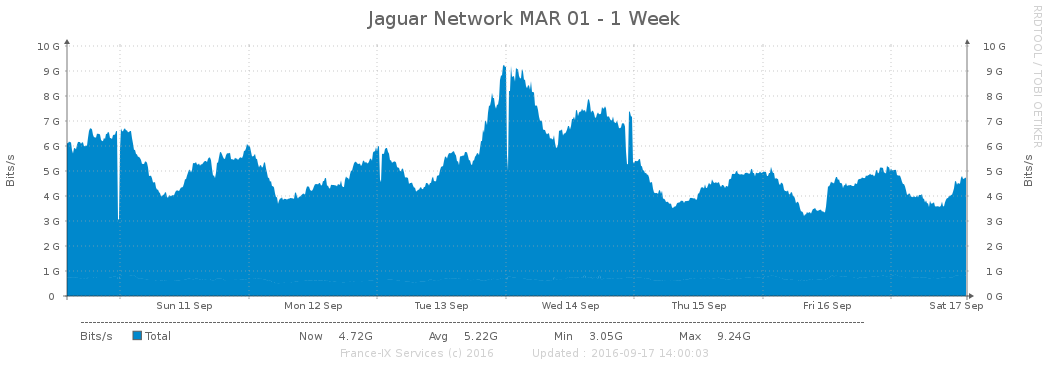 Jaguar Network MAR 01 - 1 Week
RRDTOOL / TOBI OETIKER
Bits/s
10 G
9 G
8 G
7 G
6 G
5 G
4 G
3 G
2 G
1 G
0
10 G
9 G
8 G
7 G
6 G
5 G
4 G
3 G
2 G
1 G
0 G
Bits/s
Sun 11 Sep Mon 12 Sep Tue 13 Sep Wed 14 Sep Thu 15 Sep Fri 16 Sep Sat 17 Sep
Bits/s Total Now 4.72G Avg 5.22G Min 3.05G Max 9.24G
France-IX Services (c) 2016 Updated : 2016-09-17 14:00:03